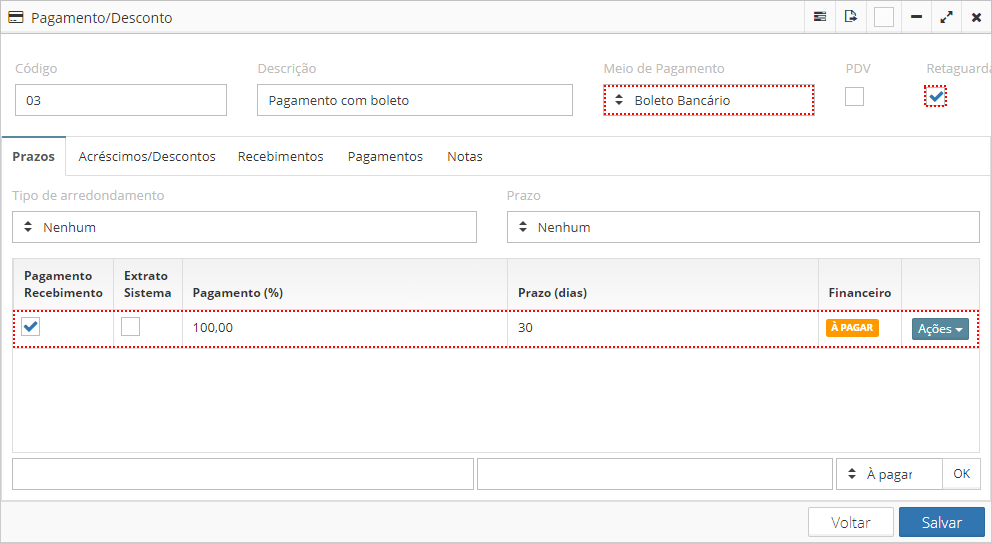 Pagamento/Desconto
Código Descrição Meio de Pagamento PDV Retaguarda
03 Pagamento com boleto Boleto Bancário
Prazos Acréscimos/Descontos Recebimentos Pagamentos Notas
Tipo de arredondamento Prazo
Nenhum Nenhum
Pagamento Recebimento Extrato Sistema Pagamento (%) Prazo (dias) Financeiro
100,00 30 À PAGAR Ações
À pagar OK
Voltar Salvar